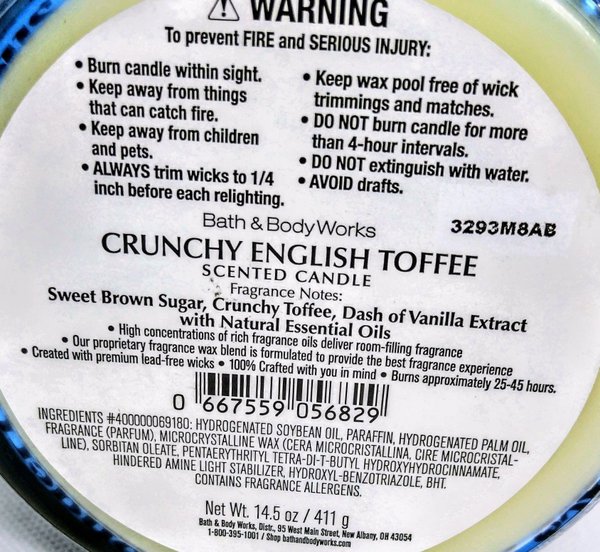 ⚠ WARNING
To prevent FIRE and SERIOUS INJURY:
• Burn candle within sight.
• Keep away from things
that can catch fire.
• Keep away from children
and pets.
• ALWAYS trim wicks to 1/4
inch before each relighting.
• Keep wax pool free of wick
trimmings and matches.
• DO NOT burn candle for more
than 4-hour intervals.
• DO NOT extinguish with water.
• AVOID drafts.
Bath & Body Works
3293M8AB
CRUNCHY ENGLISH TOFFEE
SCENTED CANDLE
Fragrance Notes:
Sweet Brown Sugar, Crunchy Toffee, Dash of Vanilla Extract
with Natural Essential Oils
• High concentrations of rich fragrance oils deliver room-filling fragrance
• Our proprietary fragrance wax blend is formulated to provide the best fragrance experience
• Created with premium lead-free wicks • 100% Crafted with you in mind • Burns approximately 25-45 hours.
0 667559 056829
INGREDIENTS #400000069180: HYDROGENATED SOYBEAN OIL, PARAFFIN, HYDROGENATED PALM OIL,
FRAGRANCE (PARFUM), MICROCRYSTALLINE WAX (CERA MICROCRISTALLINA, CIRE MICROCRISTAL-
LINE), SORBITAN OLEATE, PENTAERYTHRITYL TETRA-DI-T-BUTYL HYDROXYHYDROCINNAMATE,
HINDERED AMINE LIGHT STABILIZER, HYDROXYL-BENZOTRIAZOLE, BHT.
CONTAINS FRAGRANCE ALLERGENS.
Net Wt. 14.5 oz / 411 g
Bath & Body Works, Distr., 95 West Main Street, New Albany, OH 43054
1-800-395-1001 / Shop bathandbodyworks.com